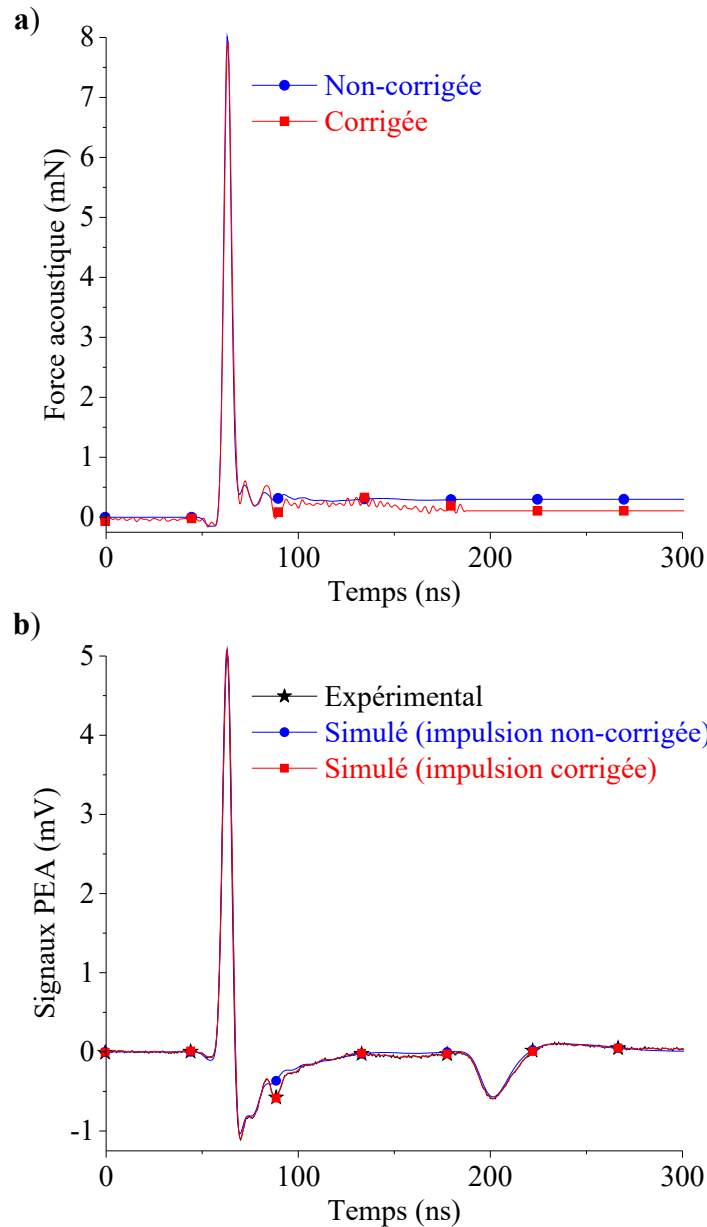 a)
8
7
6
5
4
3
2
1
0
Force acoustique (mN)
Non-corrigée
Corrigée
0 100 200 300
Temps (ns)
b)
5
4
3
2
1
0
-1
Signaux PEA (mV)
Expérimental
Simulé (impulsion non-corrigée)
Simulé (impulsion corrigée)
0 100 200 300
Temps (ns)